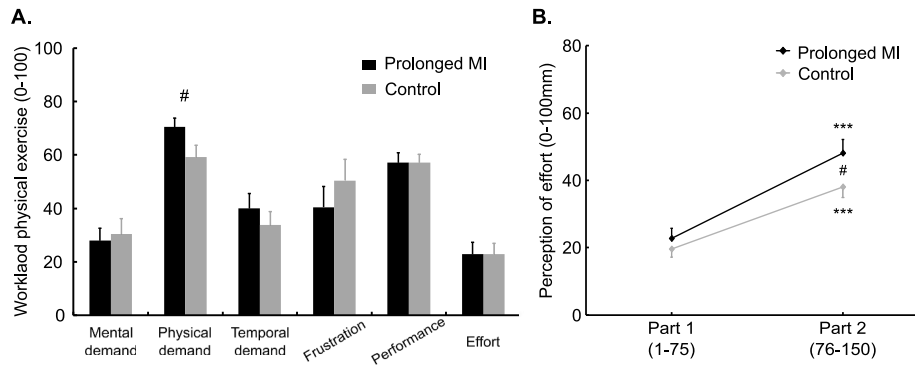 A.
Worklaod physical exercise (0-100)
100
80
60
40
20
0
#
Prolonged MI
Control
Mental
demand
Physical
demand
Temporal
demand
Frustration
Performance
Effort
B.
Perception of effort (0-100mm)
80
60
40
20
0
Prolonged MI
Control
***
#
***
Part 1
(1-75)
Part 2
(76-150)